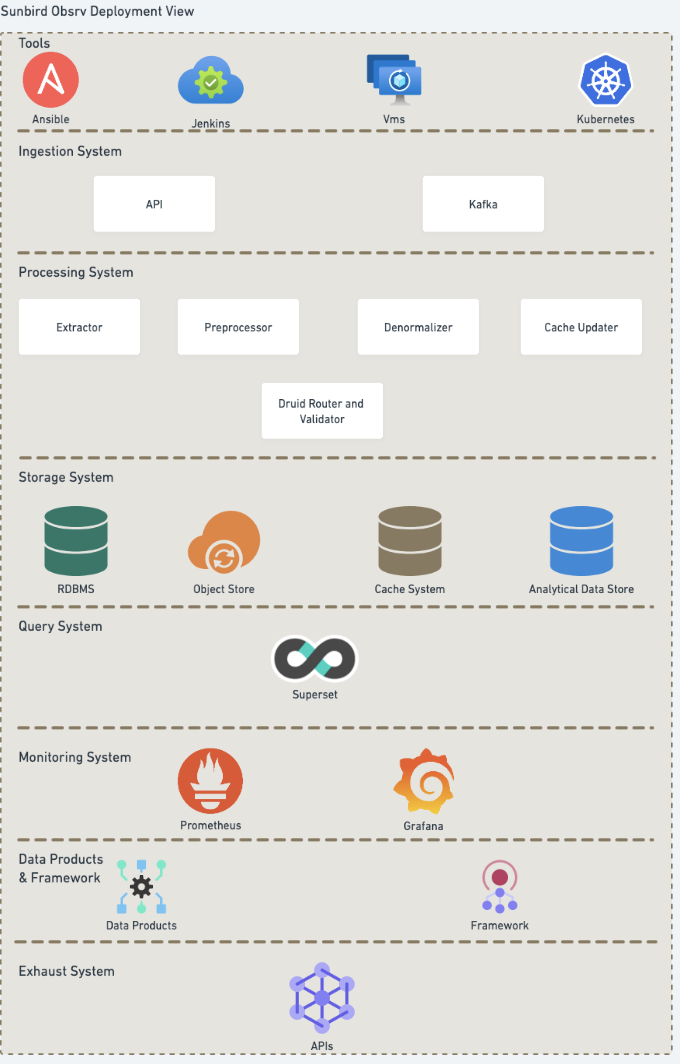 Sunbird Obsrv Deployment View
Tools
Ansible
Jenkins
Vms
Kubernetes
Ingestion System
API
Kafka
Processing System
Extractor
Preprocessor
Denormalizer
Cache Updater
Druid Router and
Validator
Storage System
RDBMS
Object Store
Cache System
Analytical Data Store
Query System
Superset
Monitoring System
Prometheus
Grafana
Data Products
& Framework
Data Products
Framework
Exhaust System
APIs